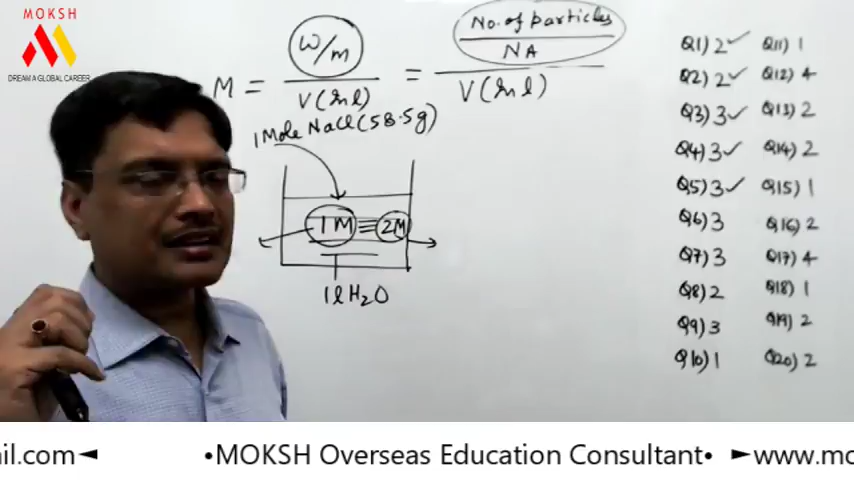 MOKSH
DREAM A GLOBAL CAREER
M = W/m / V(in l) = No. of particles / NA / V(in l)
1 Mole NaCl (58.5g)
1M ≡ 2M
1l H2O
Q1) 2 ✓ Q11) 1
Q2) 2 ✓ Q12) 4
Q3) 3 ✓ Q13) 2
Q4) 3 ✓ Q14) 2
Q5) 3 ✓ Q15) 1
Q6) 3 Q16) 2
Q7) 3 Q17) 4
Q8) 2 Q18) 1
Q9) 3 Q19) 2
Q10) 1 Q20) 2
il.com◄ •MOKSH Overseas Education Consultant• ►www.mo